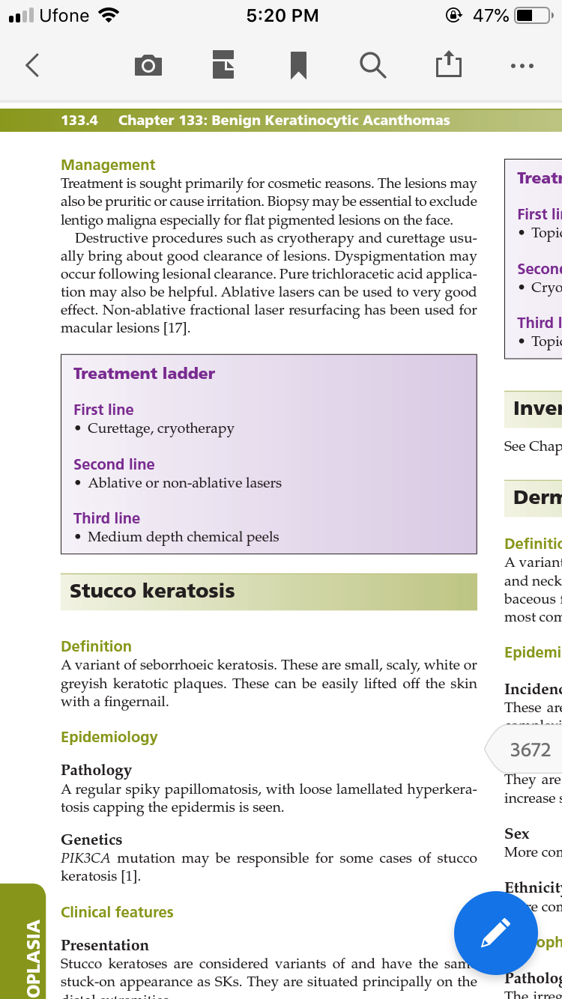 Ufone 5:20 PM 47%
133.4 Chapter 133: Benign Keratinocytic Acanthomas
Management
Treatment is sought primarily for cosmetic reasons. The lesions may
also be pruritic or cause irritation. Biopsy may be essential to exclude
lentigo maligna especially for flat pigmented lesions on the face.
Destructive procedures such as cryotherapy and curettage usu-
ally bring about good clearance of lesions. Dyspigmentation may
occur following lesional clearance. Pure trichloracetic acid applica-
tion may also be helpful. Ablative lasers can be used to very good
effect. Non-ablative fractional laser resurfacing has been used for
macular lesions [17].
Treatment ladder
First line
• Curettage, cryotherapy
Second line
• Ablative or non-ablative lasers
Third line
• Medium depth chemical peels
Stucco keratosis
Definition
A variant of seborrhoeic keratosis. These are small, scaly, white or
greyish keratotic plaques. These can be easily lifted off the skin
with a fingernail.
Epidemiology
Pathology
A regular spiky papillomatosis, with loose lamellated hyperkera-
tosis capping the epidermis is seen.
Genetics
PIK3CA mutation may be responsible for some cases of stucco
keratosis [1].
Clinical features
Presentation
Stucco keratoses are considered variants of and have the sam
stuck-on appearance as SKs. They are situated principally on the
OPLASIA
Treatr
First li
• Topic
Second
• Cryo
Third l
• Topic
Inver
See Chap
Derm
Definitio
A variant
and neck
baceous f
most com
Epidemi
Incidenc
These are
3672
They are
increase s
Sex
More con
Ethnicity
re con
oph
Patholog
The irreg